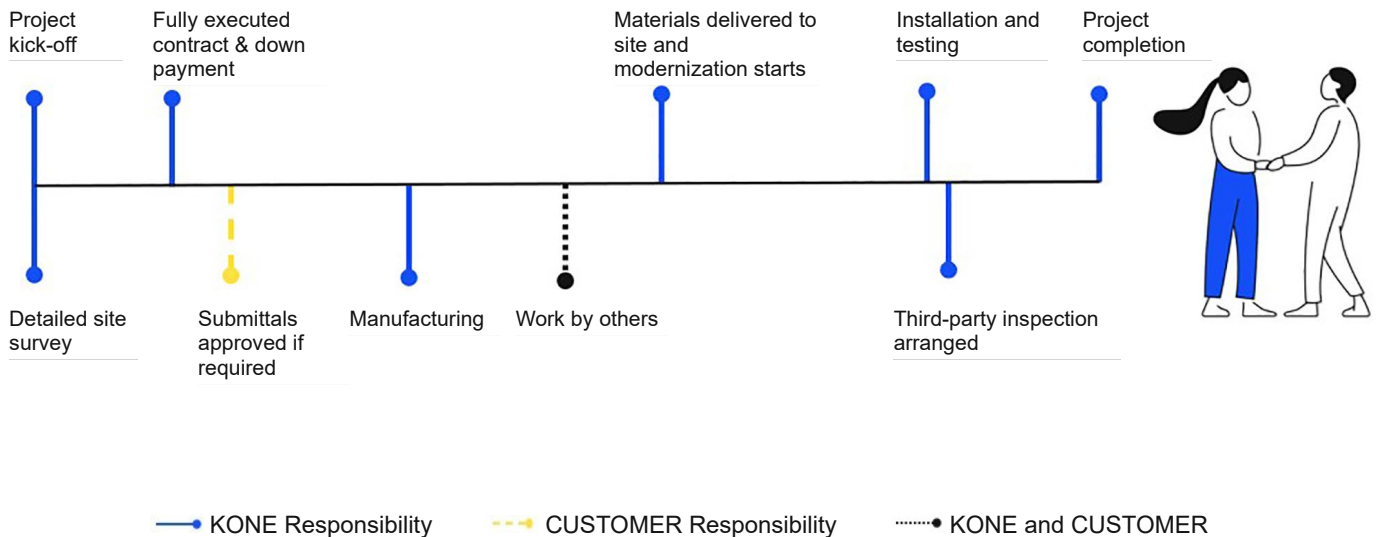 Project
kick-off
Fully executed
contract & down
payment
Materials delivered to
site and
modernization starts
Installation and
testing
Project
completion
Detailed site
survey
Submittals
approved if
required
Manufacturing
Work by others
Third-party inspection
arranged
KONE Responsibility
CUSTOMER Responsibility
KONE and CUSTOMER